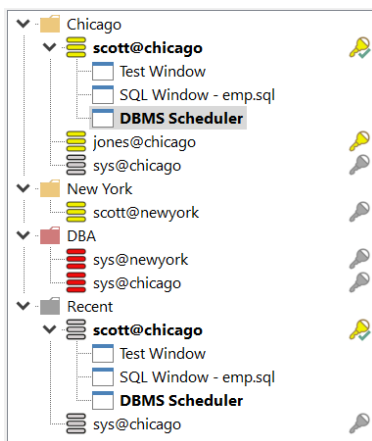 Chicago
scott@chicago
Test Window
SQL Window - emp.sql
DBMS Scheduler
jones@chicago
sys@chicago
New York
scott@newyork
DBA
sys@newyork
sys@chicago
Recent
scott@chicago
Test Window
SQL Window - emp.sql
DBMS Scheduler
sys@chicago